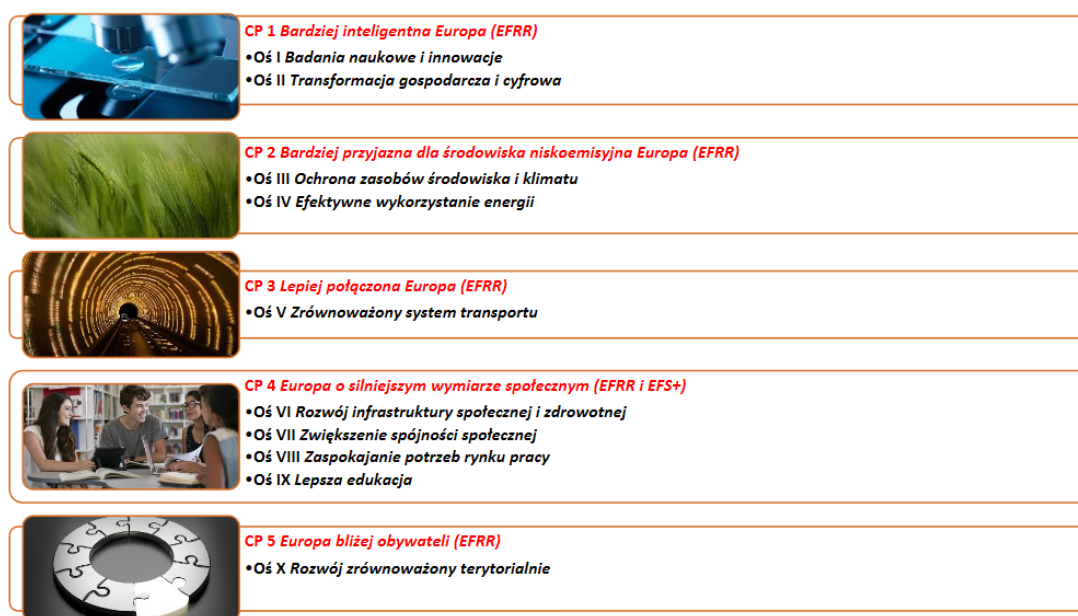 CP 1 Bardziej inteligentna Europa (EFRR)
•Oś I Badania naukowe i innowacje
•Oś II Transformacja gospodarcza i cyfrowa
CP 2 Bardziej przyjazna dla środowiska niskoemisyjna Europa (EFRR)
•Oś III Ochrona zasobów środowiska i klimatu
•Oś IV Efektywne wykorzystanie energii
CP 3 Lepiej połączona Europa (EFRR)
•Oś V Zrównoważony system transportu
CP 4 Europa o silniejszym wymiarze społecznym (EFRR i EFS+)
•Oś VI Rozwój infrastruktury społecznej i zdrowotnej
•Oś VII Zwiększenie spójności społecznej
•Oś VIII Zaspokajanie potrzeb rynku pracy
•Oś IX Lepsza edukacja
CP 5 Europa bliżej obywateli (EFRR)
•Oś X Rozwój zrównoważony terytorialnie